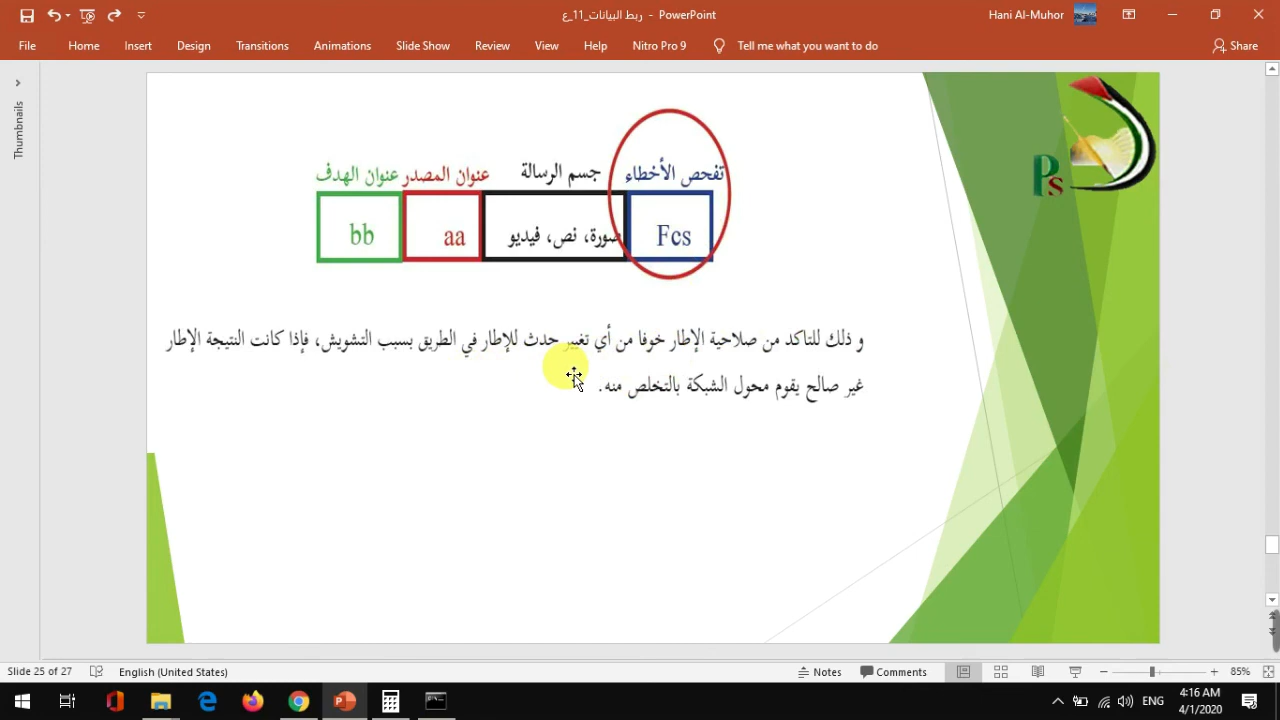 ربط البيانات_11_ع - PowerPoint
Hani Al-Muhor
File Home Insert Design Transitions Animations Slide Show Review View Help Nitro Pro 9 Tell me what you want to do Share
Thumbnails
Ps
تفحص الأخطاء جسم الرسالة عنوان المصدر عنوان الهدف
Fcs صورة، نص، فيديو aa bb
و ذلك للتاكد من صلاحية الإطار خوفا من أي تغيير حدث للإطار في الطريق بسبب التشويش، فإذا كانت النتيجة الإطار
غير صالح يقوم محول الشبكة بالتخلص منه.
Slide 25 of 27 English (United States) Notes Comments 85%
ENG 4:16 AM
4/1/2020